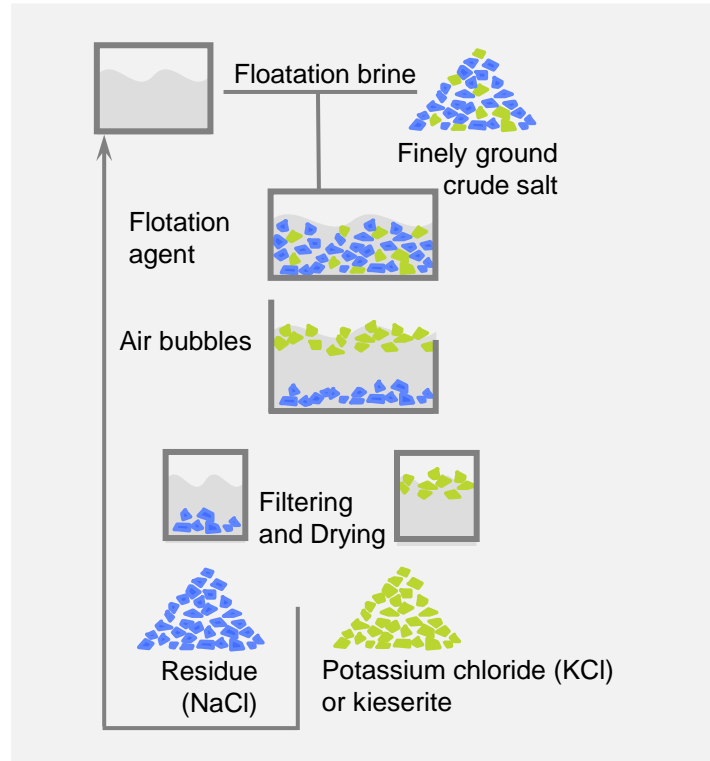 Floatation brine
Finely ground
crude salt
Flotation
agent
Air bubbles
Filtering
and Drying
Residue
(NaCl)
Potassium chloride (KCl)
or kieserite